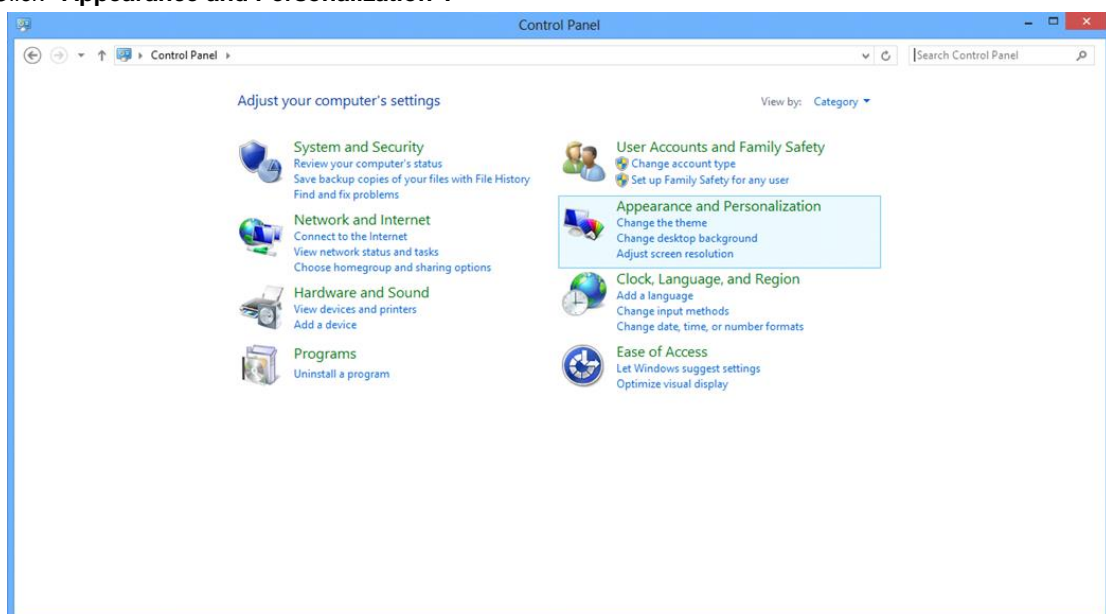 "Appearance and Personalization".
Control Panel
Control Panel
Search Control Panel
Adjust your computer's settings
View by: Category
System and Security
Review your computer's status
Save backup copies of your files with File History
Find and fix problems
Network and Internet
Connect to the Internet
View network status and tasks
Choose homegroup and sharing options
Hardware and Sound
View devices and printers
Add a device
Programs
Uninstall a program
User Accounts and Family Safety
Change account type
Set up Family Safety for any user
Appearance and Personalization
Change the theme
Change desktop background
Adjust screen resolution
Clock, Language, and Region
Add a language
Change input methods
Change date, time, or number formats
Ease of Access
Let Windows suggest settings
Optimize visual display